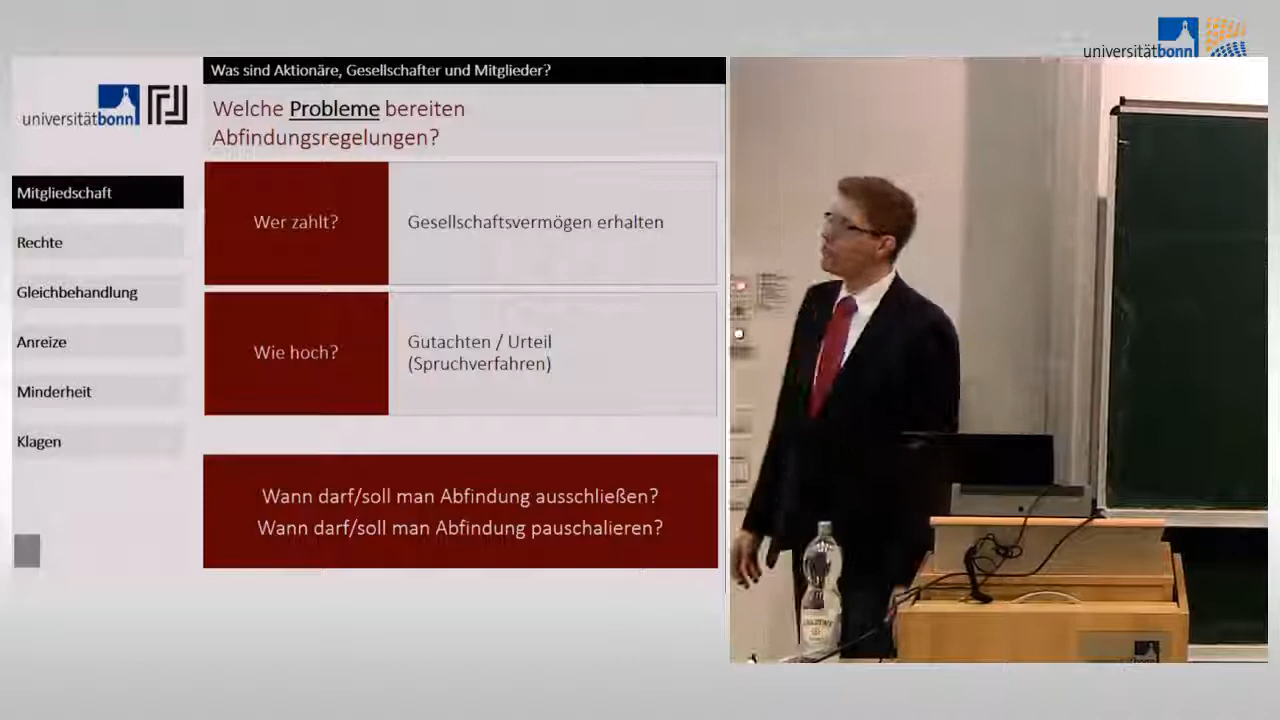 universitätbonn
Was sind Aktionäre, Gesellschafter und Mitglieder?
universitätbonn
Welche Probleme bereiten
Abfindungsregelungen?
Mitgliedschaft
Rechte
Gleichbehandlung
Anreize
Minderheit
Klagen
Wer zahlt?
Gesellschaftsvermögen erhalten
Wie hoch?
Gutachten / Urteil
(Spruchverfahren)
Wann darf/soll man Abfindung ausschließen?
Wann darf/soll man Abfindung pauschalieren?